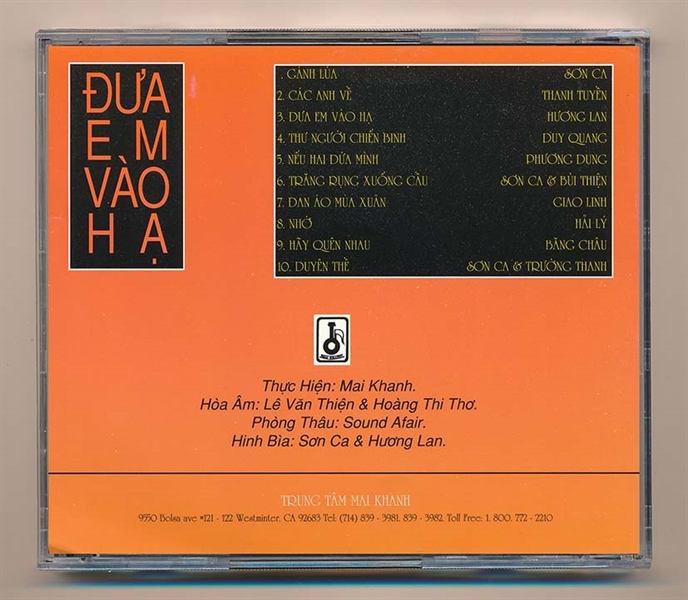 ĐƯA
EM
VÀO
HẠ
1. GÁNH LÚA SƠN CA
2. CÁC ANH VỀ THANH TUYỀN
3. ĐƯA EM VÀO HẠ HƯƠNG LAN
4. THƯ NGƯỜI CHIẾN BINH DUY QUANG
5. NẾU HAI ĐỨA MÌNH PHƯƠNG DUNG
6. TRĂNG RỤNG XUỐNG CẦU SƠN CA & BÙI THIỆN
7. ĐAN ÁO MÙA XUÂN GIAO LINH
8. NHỚ HẢI LÝ
9. HÃY QUÊN NHAU BĂNG CHÂU
10. DUYÊN THỀ SƠN CA & TRƯỜNG THANH
Thực Hiện: Mai Khanh.
Hòa Âm: Lê Văn Thiện & Hoàng Thi Thơ.
Phòng Thâu: Sound Afair.
Hình Bìa: Sơn Ca & Hương Lan.
TRUNG TÂM MAI KHANH
9550 Bolsa ave #121 - 122 Westminter, CA 92683 Tel: (714) 839 - 3981. 839 - 3982. Toll Free: 1. 800. 772 - 2210